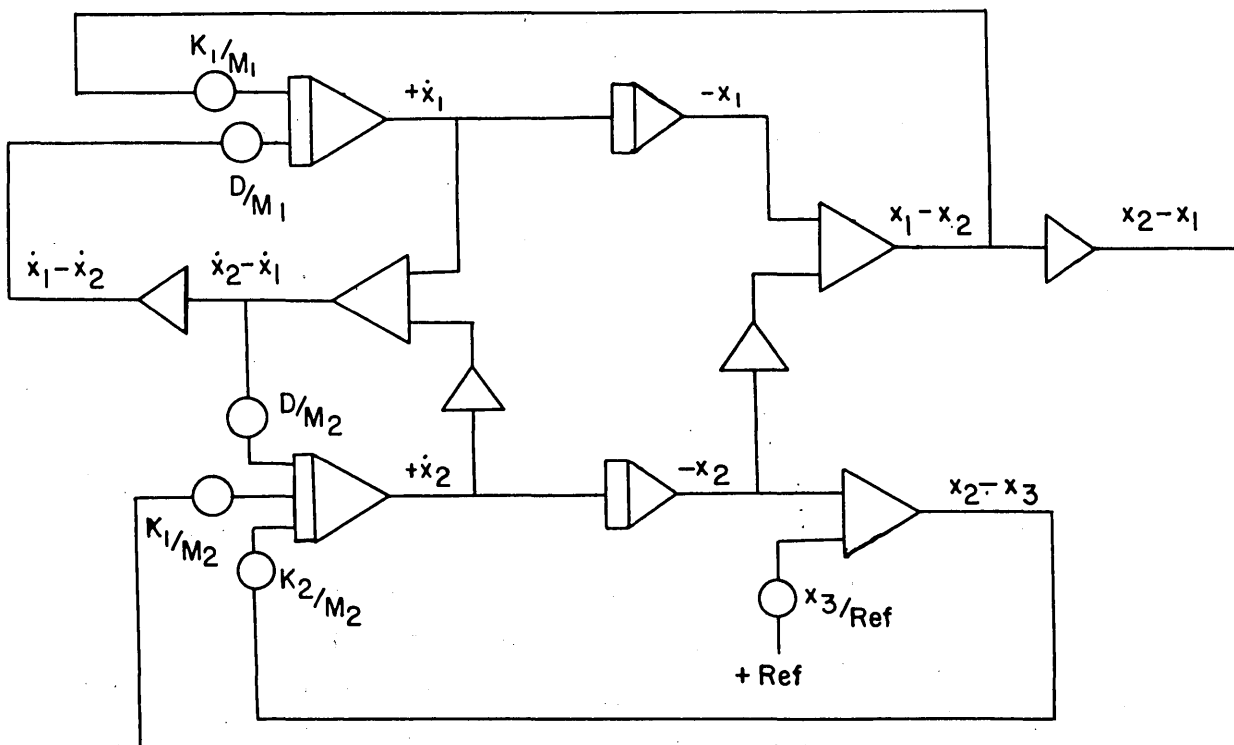 K₁/M₁
+ẋ₁
-x₁
D/M₁
x₁-x₂
x₂-x₁
ẋ₁-ẋ₂
ẋ₂-ẋ₁
D/M₂
+ẋ₂
-x₂
x₂-x₃
K₁/M₂
K₂/M₂
x₃/Ref
+ Ref